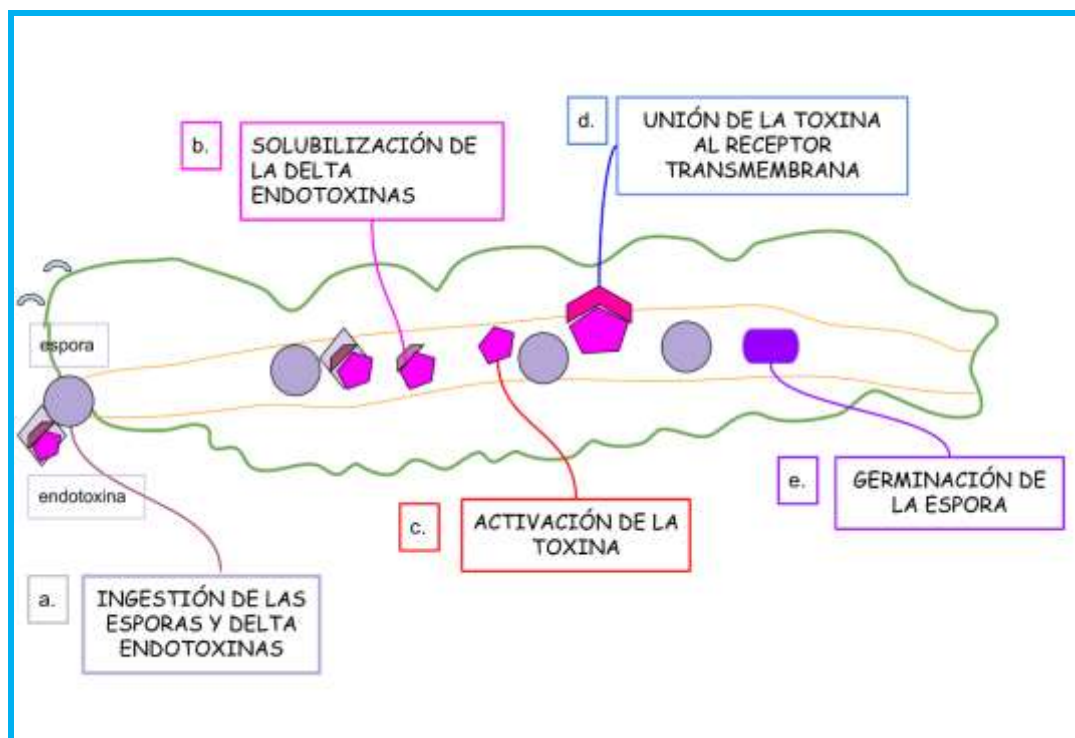 b.
SOLUBILIZACIÓN DE
LA DELTA
ENDOTOXINAS
d.
UNIÓN DE LA TOXINA
AL RECEPTOR
TRANSMEMBRANA
espora
endotoxina
a.
INGESTIÓN DE LAS
ESPORAS Y DELTA
ENDOTOXINAS
c.
ACTIVACIÓN DE LA
TOXINA
e.
GERMINACIÓN DE
LA ESPORA